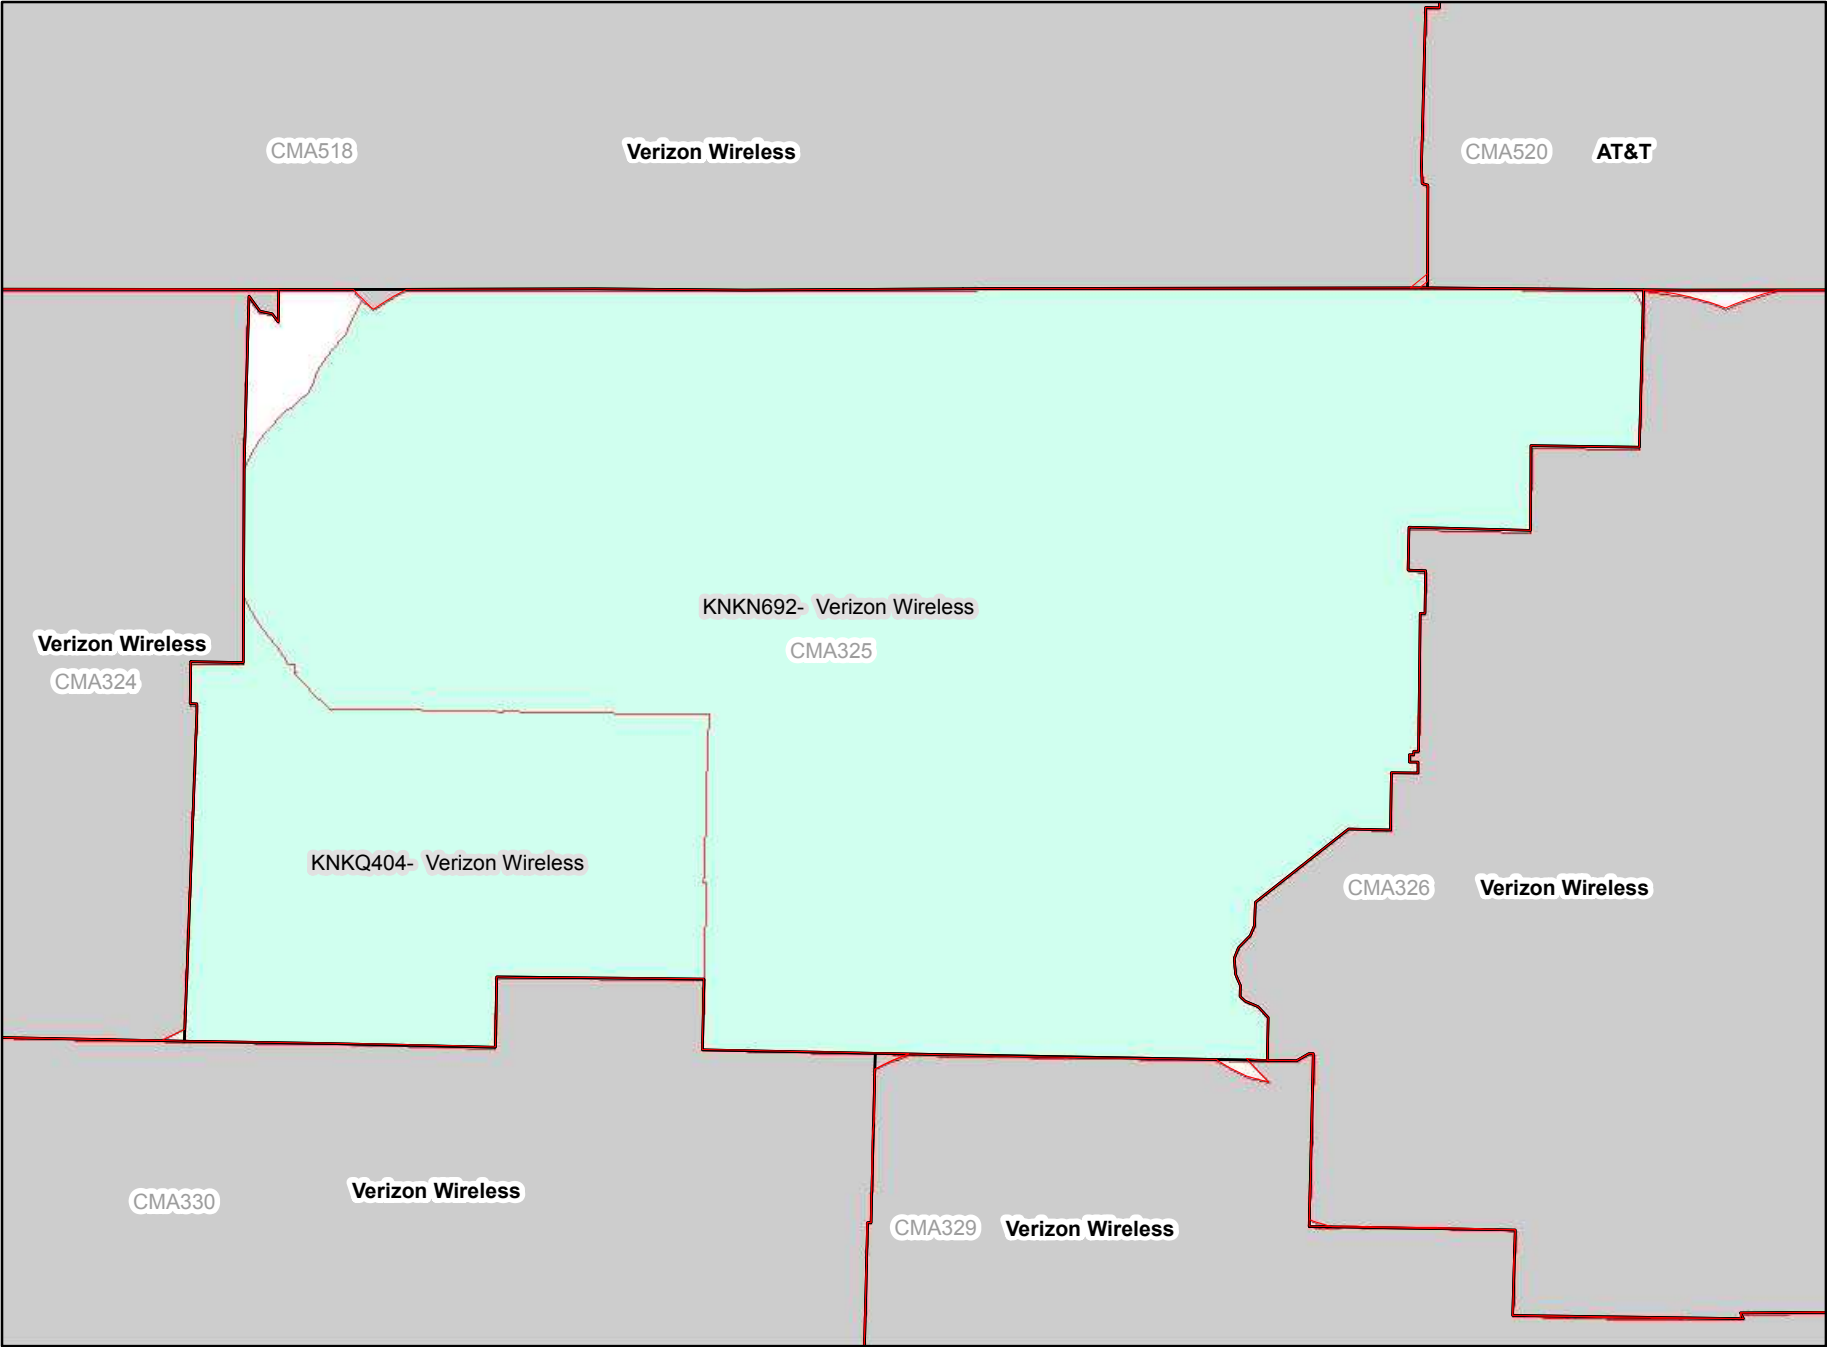 CMA518 Verizon Wireless CMA520 AT&T
KNKN692- Verizon Wireless
CMA325
Verizon Wireless
CMA324
KNKQ404- Verizon Wireless
CMA326 Verizon Wireless
CMA330 Verizon Wireless
CMA329 Verizon Wireless